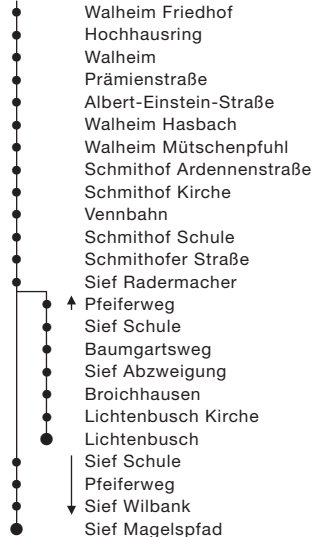 Walheim Friedhof
Hochhausring
Walheim
Prämienstraße
Albert-Einstein-Straße
Walheim Hasbach
Walheim Mütschenpfuhl
Schmithof Ardennenstraße
Schmithof Kirche
Vennbahn
Schmithof Schule
Schmithofer Straße
Sief Radermacher
Pfeiferweg
Sief Schule
Baumgartsweg
Sief Abzweigung
Broichhausen
Lichtenbusch Kirche
Lichtenbusch
Sief Schule
Pfeiferweg
Sief Wilbank
Sief Magelspfad